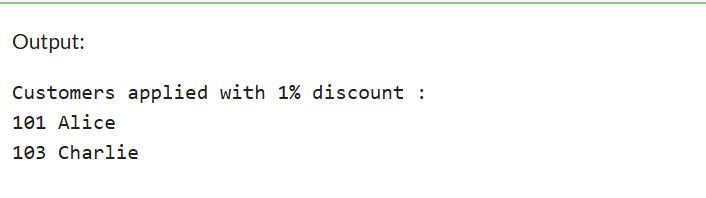 Output:
Customers applied with 1% discount :
101 Alice
103 Charlie